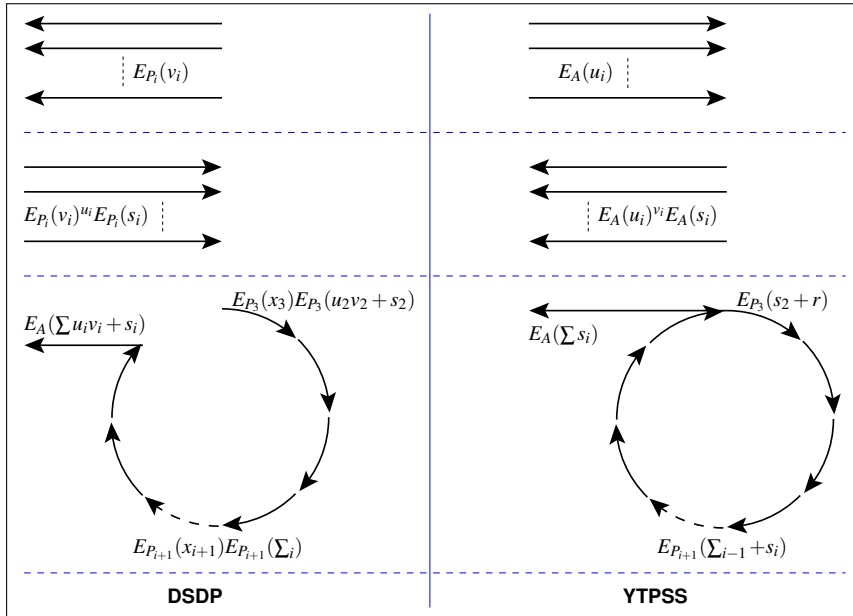 E_{P_i}(v_i)
E_A(u_i)
E_{P_i}(v_i)^{u_i}E_{P_i}(s_i)
E_A(u_i)^{v_i}E_A(s_i)
E_{P_3}(x_3)E_{P_3}(u_2v_2+s_2)
E_A(∑u_iv_i+s_i)
E_{P_{i+1}}(x_{i+1})E_{P_{i+1}}(∑_i)
E_{P_3}(s_2+r)
E_A(∑s_i)
E_{P_{i+1}}(∑_{i-1}+s_i)
DSDP
YTPSS